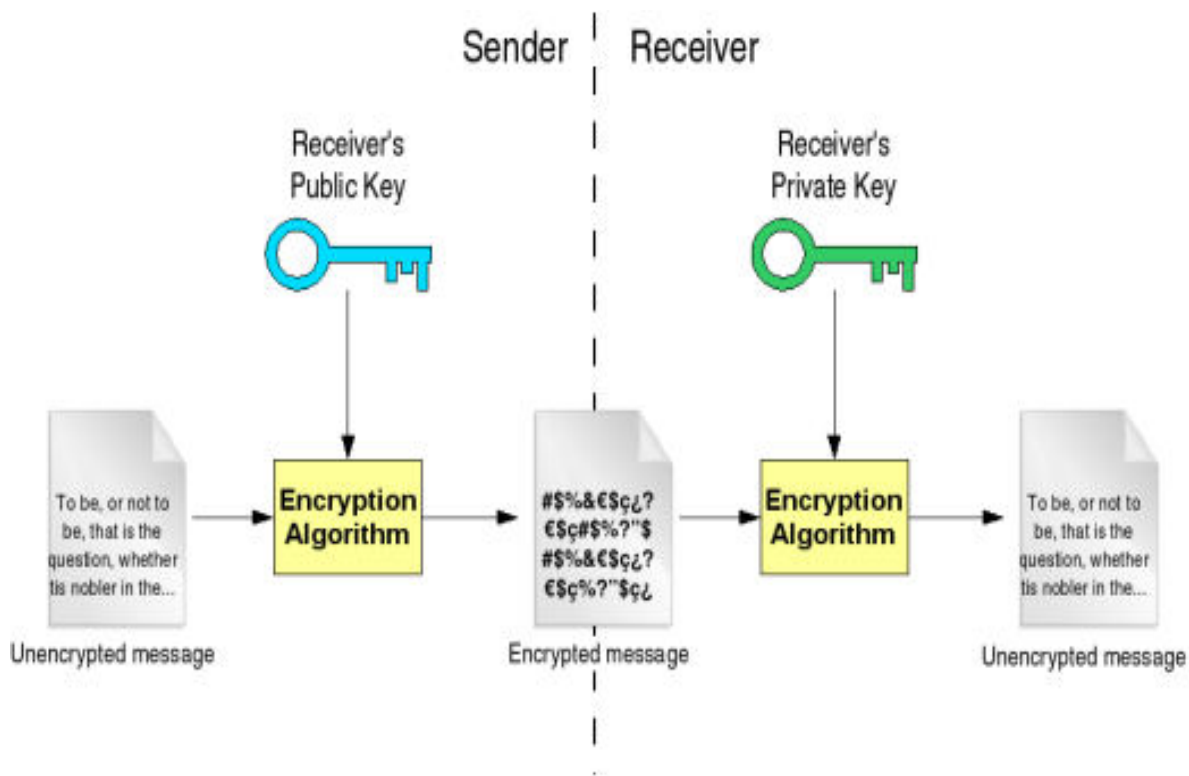 Sender
Receiver
Receiver's
Public Key
Receiver's
Private Key
To be, or not to
be, that is the
question, whether
tis nobler in the...
Unencrypted message
Encryption
Algorithm
#$%&€$ç¿?
€$ç#$%?"$
#$%&€$ç¿?
€$ç%?"$ç¿
Encrypted message
Encryption
Algorithm
To be, or not to
be, that is the
question, whether
tis nobler in the...
Unencrypted message